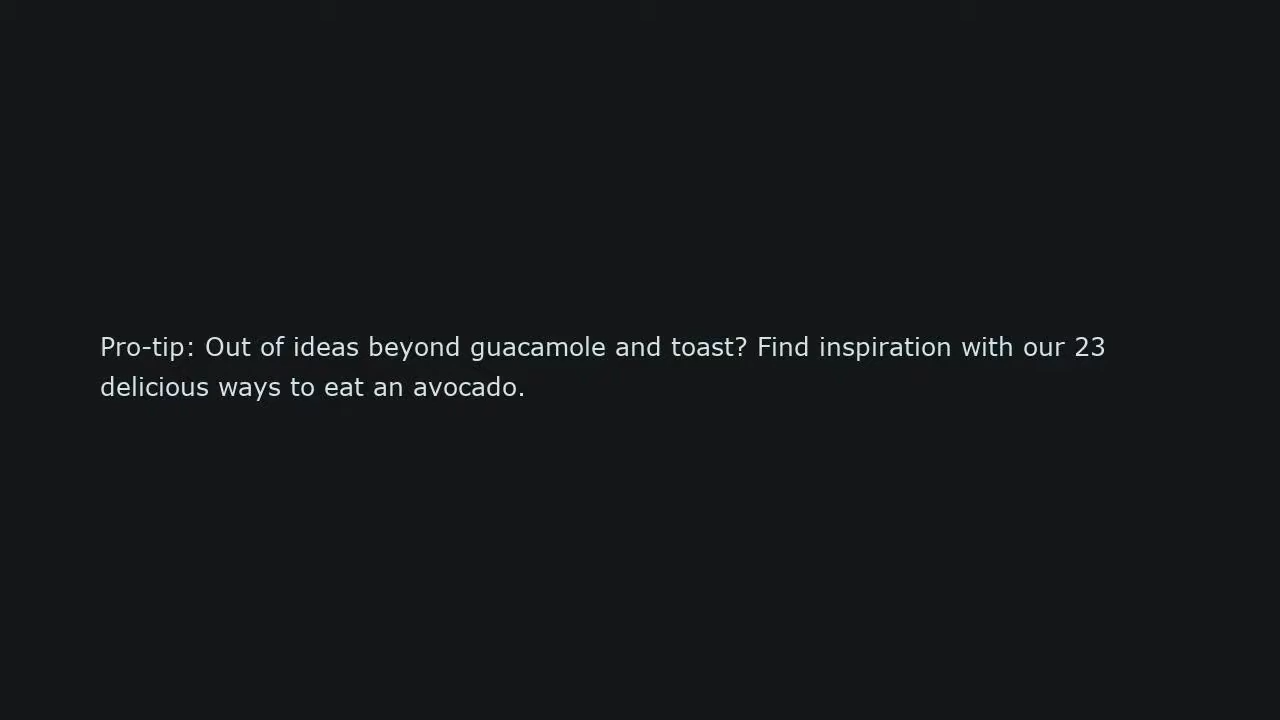 Pro-tip: Out of ideas beyond guacamole and toast? Find inspiration with our 23
delicious ways to eat an avocado.